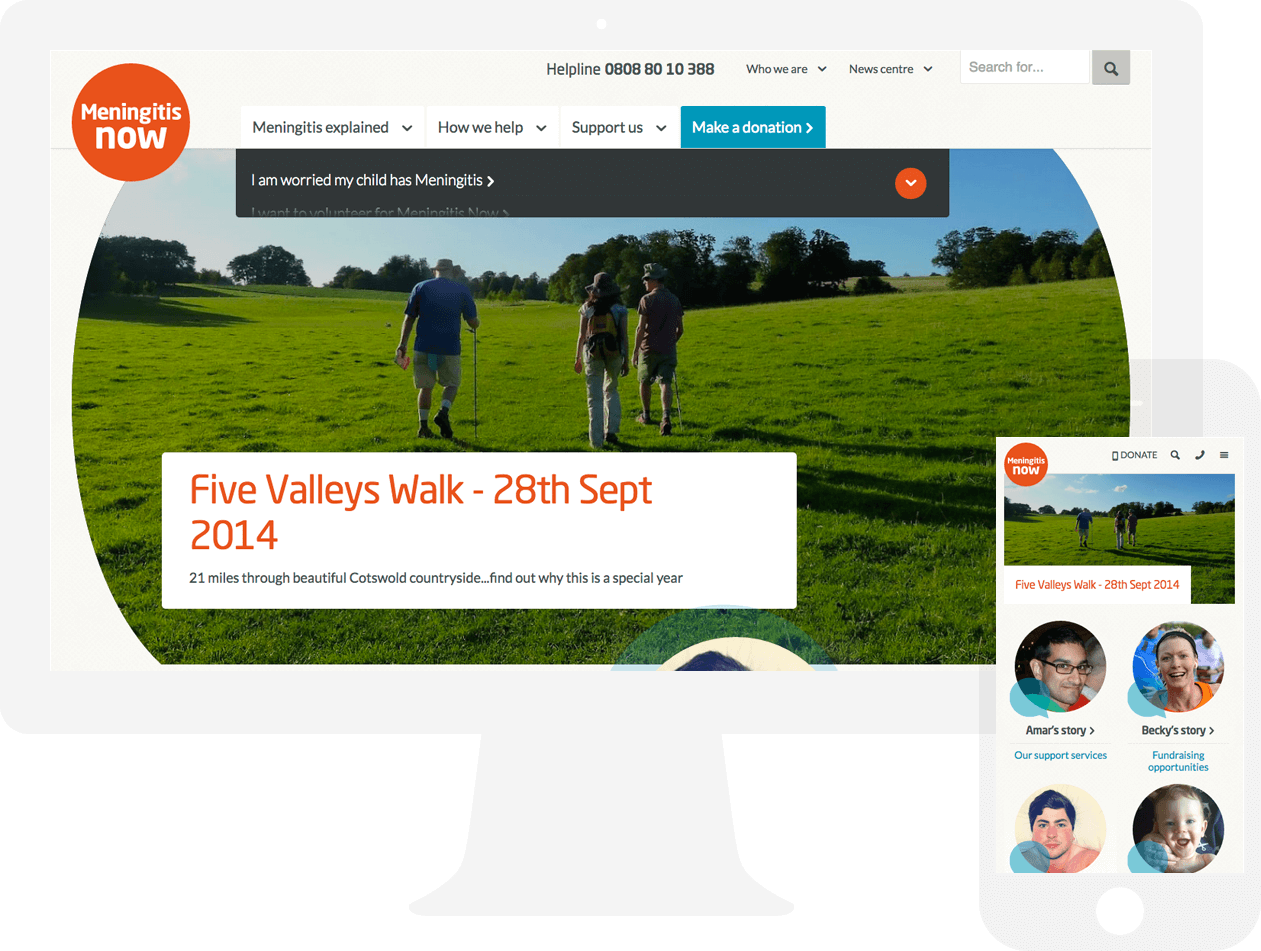 Helpline 0808 80 10 388
Who we are
News centre
Search for...
Meningitis
now
Meningitis explained
How we help
Support us
Make a donation
I am worried my child has Meningitis
I want to volunteer for Meningitis Now
Five Valleys Walk - 28th Sept
2014
21 miles through beautiful Cotswold countryside...find out why this is a special year
Meningitis
now
DONATE
Five Valleys Walk - 28th Sept 2014
Amar's story
Becky's story
Our support services
Fundraising
opportunities